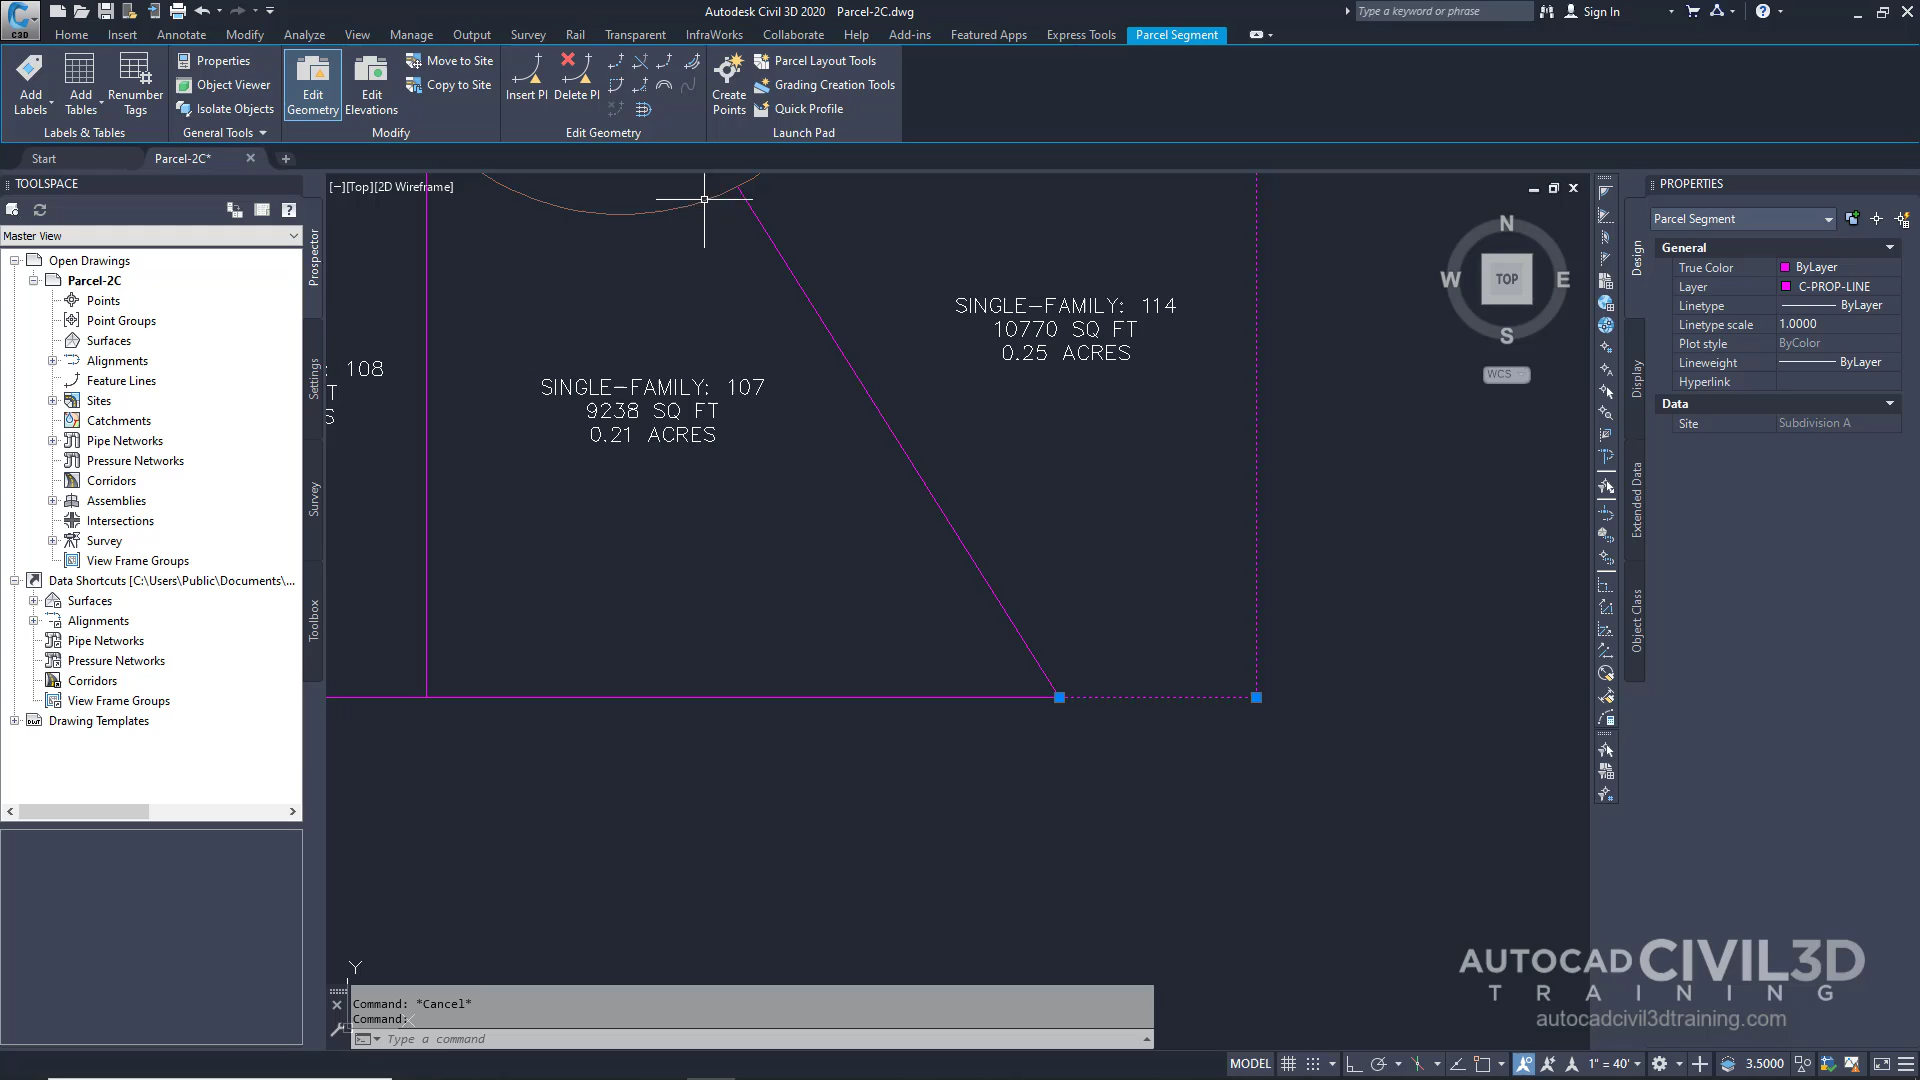 Autodesk Civil 3D 2020 Parcel-2C.dwg
Type a keyword or phrase
Sign In
C3D
Home Insert Annotate Modify Analyze View Manage Output Survey Rail Transparent InfraWorks Collaborate Help Add-ins Featured Apps Express Tools Parcel Segment
Add Labels
Add Tables
Renumber Tags
Labels & Tables
Properties
Object Viewer
Isolate Objects
General Tools
Edit Geometry
Edit Elevations
Move to Site
Copy to Site
Modify
Insert PI
Delete PI
Edit Geometry
Create Points
Parcel Layout Tools
Grading Creation Tools
Quick Profile
Launch Pad
Start
Parcel-2C*
TOOLSPACE
Master View
Open Drawings
Parcel-2C
Points
Point Groups
Surfaces
Alignments
Feature Lines
Sites
Catchments
Pipe Networks
Pressure Networks
Corridors
Assemblies
Intersections
Survey
View Frame Groups
Data Shortcuts [C:\Users\Public\Documents\...
Surfaces
Alignments
Pipe Networks
Pressure Networks
Corridors
View Frame Groups
Drawing Templates
Prospector
Settings
Survey
Toolbox
[−][Top][2D Wireframe]
: 108
T
S
SINGLE-FAMILY: 107
9238 SQ FT
0.21 ACRES
SINGLE-FAMILY: 114
10770 SQ FT
0.25 ACRES
N
W TOP E
S
WCS
Y
X
Command: *Cancel*
Command:
Type a command
PROPERTIES
Parcel Segment
General
True Color ByLayer
Layer C-PROP-LINE
Linetype ByLayer
Linetype scale 1.0000
Plot style ByColor
Lineweight ByLayer
Hyperlink
Data
Site Subdivision A
Design
Display
Extended Data
Object Class
AUTOCAD CIVIL3D
TRAINING
autocadcivil3dtraining.com
MODEL 1" = 40' 3.5000